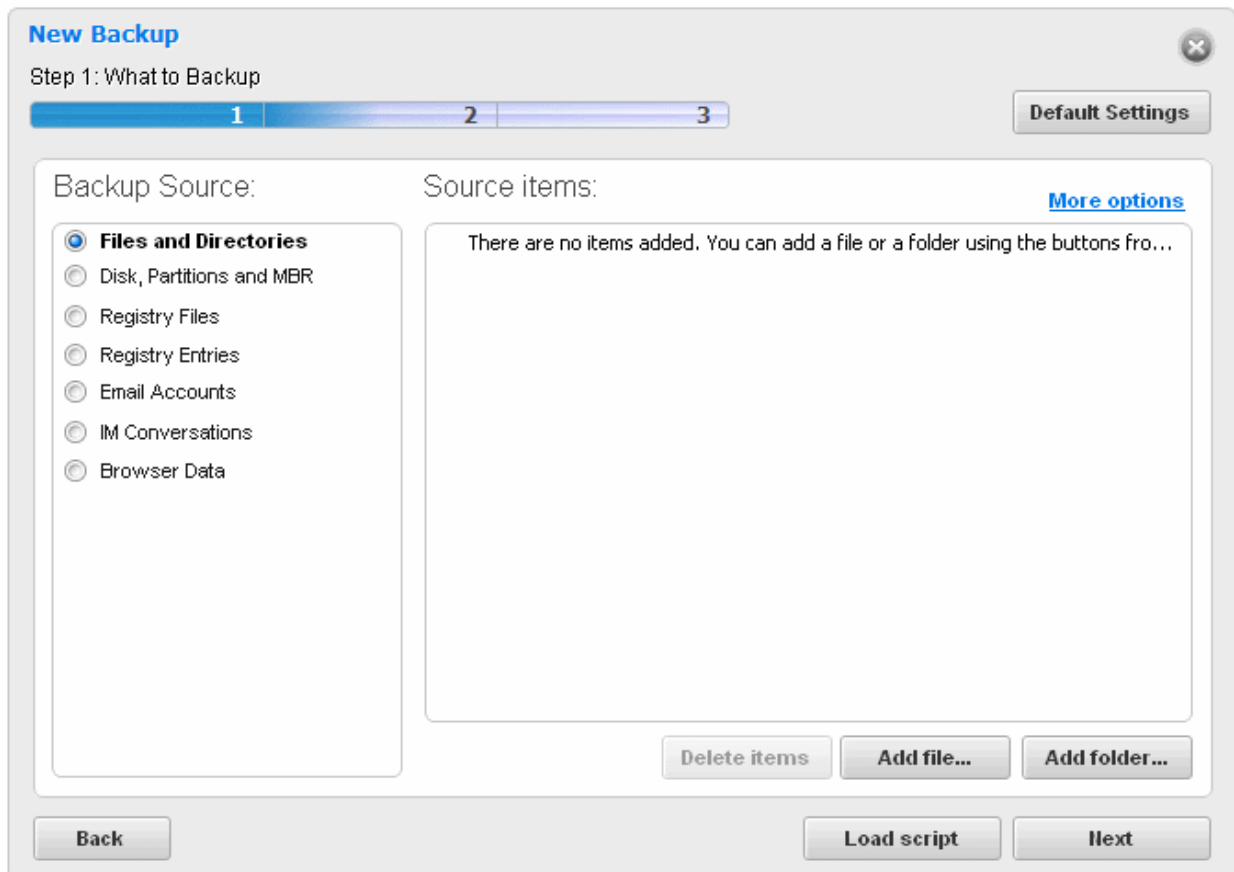 New Backup
Step 1: What to Backup
1 2 3
Default Settings
Backup Source:
Source items:
More options
Files and Directories
Disk, Partitions and MBR
Registry Files
Registry Entries
Email Accounts
IM Conversations
Browser Data
There are no items added. You can add a file or a folder using the buttons fro...
Delete items
Add file...
Add folder...
Back
Load script
Next